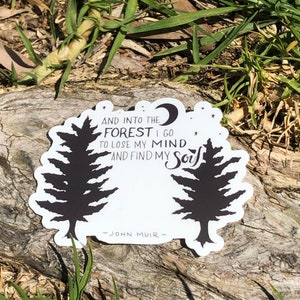 AND INTO THE
FOREST I GO
TO LOSE MY MIND
AND FIND MY Soul
- JOHN MUIR -